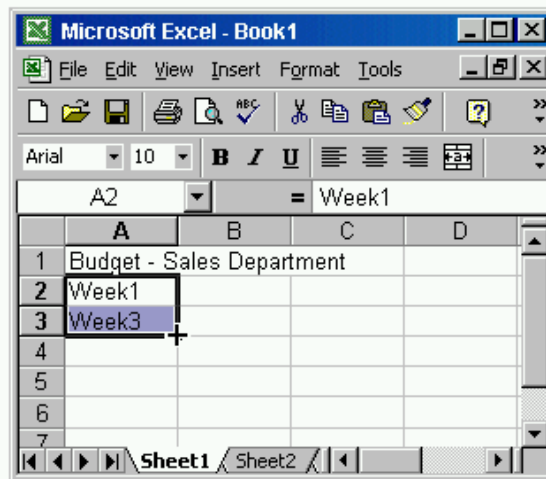 Microsoft Excel - Book1
File Edit View Insert Format Tools
ABC
Arial 10 B I U a
A2 = Week1
A B C D
1 Budget - Sales Department
2 Week1
3 Week3
4
5
6
7
Sheet1 Sheet2